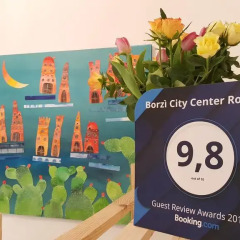 Borzì City Center Ro
9,8
Guest Review Awards 201
Booking.com